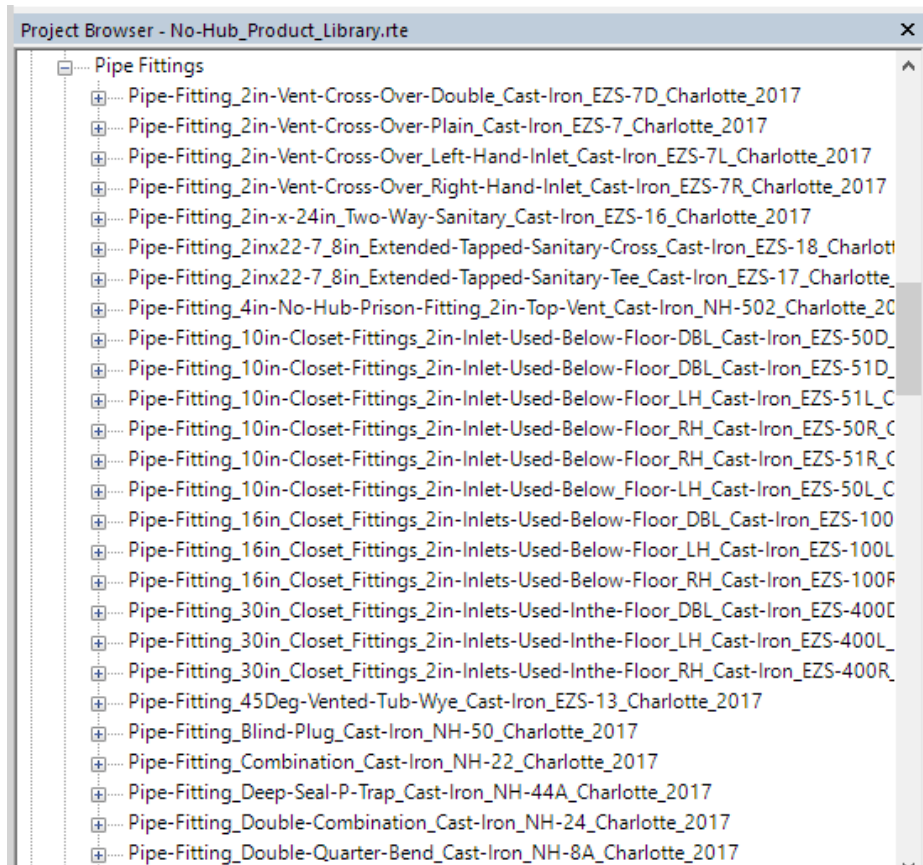 Project Browser - No-Hub_Product_Library.rte
Pipe Fittings
Pipe-Fitting_2in-Vent-Cross-Over-Double_Cast-Iron_EZS-7D_Charlotte_2017
Pipe-Fitting_2in-Vent-Cross-Over-Plain_Cast-Iron_EZS-7_Charlotte_2017
Pipe-Fitting_2in-Vent-Cross-Over_Left-Hand-Inlet_Cast-Iron_EZS-7L_Charlotte_2017
Pipe-Fitting_2in-Vent-Cross-Over_Right-Hand-Inlet_Cast-Iron_EZS-7R_Charlotte_2017
Pipe-Fitting_2in-x-24in_Two-Way-Sanitary_Cast-Iron_EZS-16_Charlotte_2017
Pipe-Fitting_2inx22-7_8in_Extended-Tapped-Sanitary-Cross_Cast-Iron_EZS-18_Charlott
Pipe-Fitting_2inx22-7_8in_Extended-Tapped-Sanitary-Tee_Cast-Iron_EZS-17_Charlotte_
Pipe-Fitting_4in-No-Hub-Prison-Fitting_2in-Top-Vent_Cast-Iron_NH-502_Charlotte_20
Pipe-Fitting_10in-Closet-Fittings_2in-Inlet-Used-Below-Floor-DBL_Cast-Iron_EZS-50D_
Pipe-Fitting_10in-Closet-Fittings_2in-Inlet-Used-Below-Floor_DBL_Cast-Iron_EZS-51D_
Pipe-Fitting_10in-Closet-Fittings_2in-Inlet-Used-Below-Floor_LH_Cast-Iron_EZS-51L_C
Pipe-Fitting_10in-Closet-Fittings_2in-Inlet-Used-Below-Floor_RH_Cast-Iron_EZS-50R_C
Pipe-Fitting_10in-Closet-Fittings_2in-Inlet-Used-Below-Floor_RH_Cast-Iron_EZS-51R_C
Pipe-Fitting_10in-Closet-Fittings_2in-Inlet-Used-Below_Floor-LH_Cast-Iron_EZS-50L_C
Pipe-Fitting_16in_Closet_Fittings_2in-Inlets-Used-Below-Floor_DBL_Cast-Iron_EZS-100
Pipe-Fitting_16in_Closet_Fittings_2in-Inlets-Used-Below-Floor_LH_Cast-Iron_EZS-100L
Pipe-Fitting_16in_Closet_Fittings_2in-Inlets-Used-Below-Floor_RH_Cast-Iron_EZS-100R
Pipe-Fitting_30in_Closet_Fittings_2in-Inlets-Used-Inthe-Floor_DBL_Cast-Iron_EZS-400D
Pipe-Fitting_30in_Closet_Fittings_2in-Inlets-Used-Inthe-Floor_LH_Cast-Iron_EZS-400L_
Pipe-Fitting_30in_Closet_Fittings_2in-Inlets-Used-Inthe-Floor_RH_Cast-Iron_EZS-400R_
Pipe-Fitting_45Deg-Vented-Tub-Wye_Cast-Iron_EZS-13_Charlotte_2017
Pipe-Fitting_Blind-Plug_Cast-Iron_NH-50_Charlotte_2017
Pipe-Fitting_Combination_Cast-Iron_NH-22_Charlotte_2017
Pipe-Fitting_Deep-Seal-P-Trap_Cast-Iron_NH-44A_Charlotte_2017
Pipe-Fitting_Double-Combination_Cast-Iron_NH-24_Charlotte_2017
Pipe-Fitting_Double-Quarter-Bend_Cast-Iron_NH-8A_Charlotte_2017